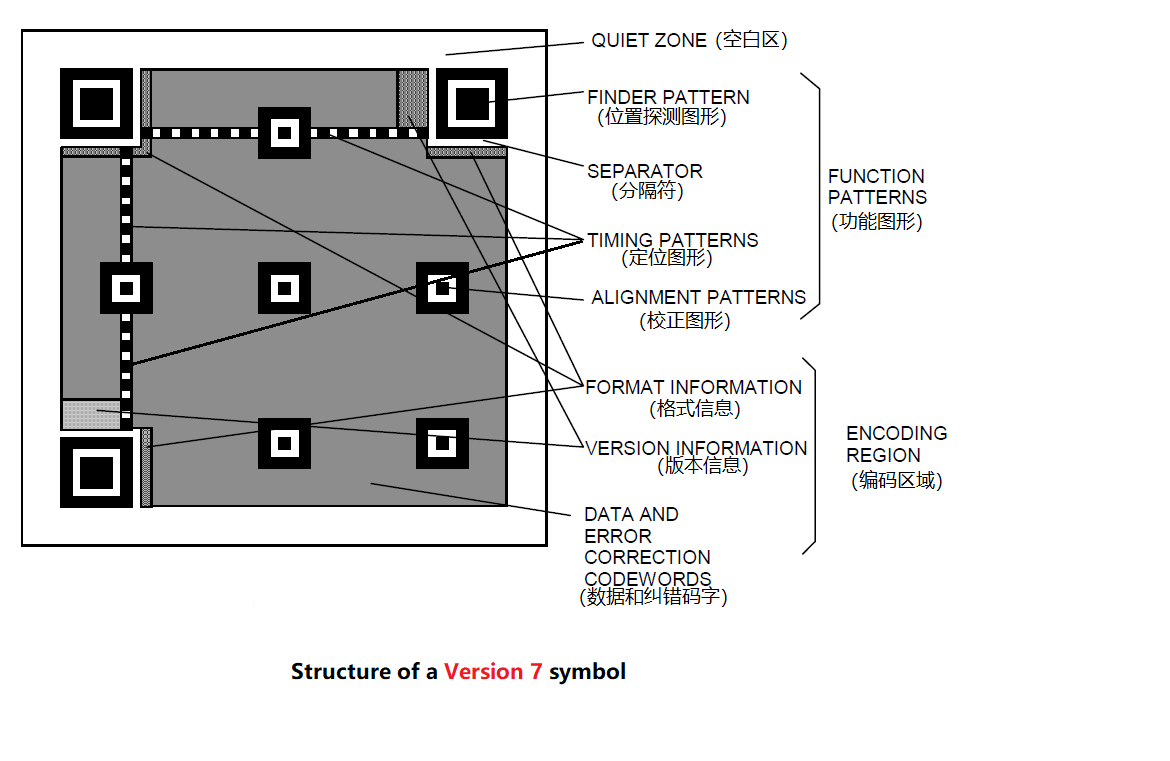 QUIET ZONE (空白区)
FINDER PATTERN
(位置探测图形)
SEPARATOR
(分隔符)
TIMING PATTERNS
(定位图形)
ALIGNMENT PATTERNS
(校正图形)
FUNCTION
PATTERNS
(功能图形)
FORMAT INFORMATION
(格式信息)
VERSION INFORMATION
(版本信息)
DATA AND
ERROR
CORRECTION
CODEWORDS
(数据和纠错码字)
ENCODING
REGION
(编码区域)
Structure of a Version 7 symbol